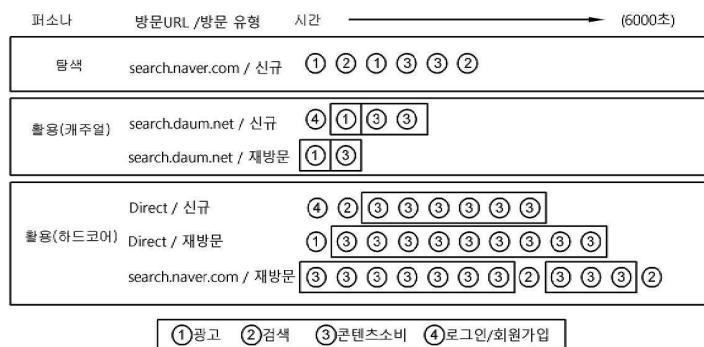 퍼소나 방문URL /방문 유형 시간 (6000초)
탐색 search.naver.com / 신규 ① ② ① ③ ③ ②
활용(캐주얼) search.daum.net / 신규 ④ ① ③ ③
search.daum.net / 재방문 ① ③
Direct / 신규 ④ ② ③ ③ ③ ③ ③ ③
활용(하드코어) Direct / 재방문 ① ③ ③ ③ ③ ③ ③ ③ ③ ③
search.naver.com / 재방문 ③ ③ ③ ③ ③ ③ ③ ② ③ ③ ③ ②
①광고 ②검색 ③콘텐츠소비 ④로그인/회원가입